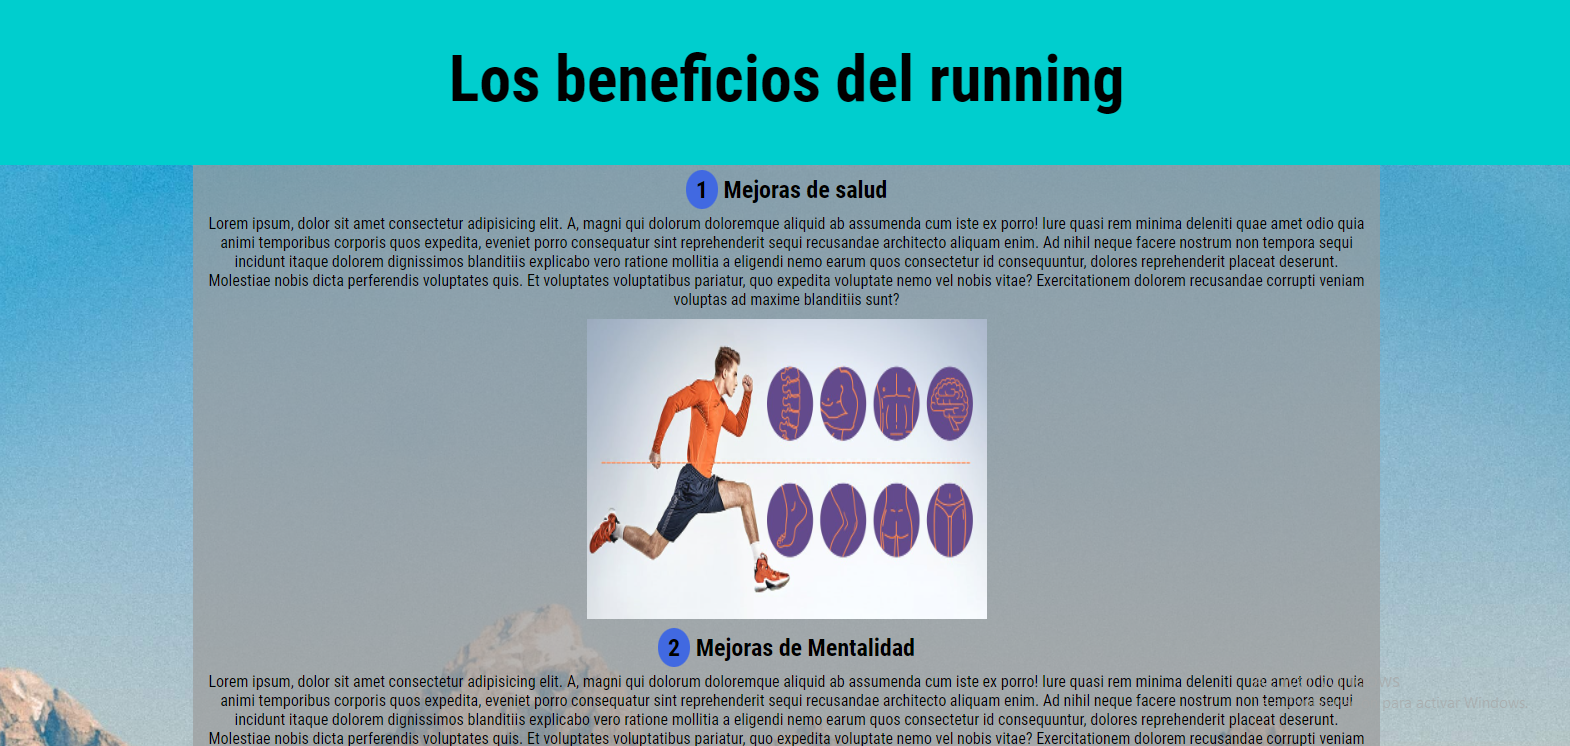 Los beneficios del running
1 Mejoras de salud
Lorem ipsum, dolor sit amet consectetur adipisicing elit. A, magni qui dolorum doloremque aliquid ab assumenda cum iste ex porro! Iure quasi rem minima deleniti quae amet odio quia
animi temporibus corporis quos expedita, eveniet porro consequatur sint reprehenderit sequi recusandae architecto aliquam enim. Ad nihil neque facere nostrum non tempora sequi
incidunt itaque dolorem dignissimos blanditiis explicabo vero ratione mollitia a eligendi nemo earum quos consectetur id consequuntur, dolores reprehenderit placeat deserunt.
Molestiae nobis dicta perferendis voluptates quis. Et voluptates voluptatibus pariatur, quo expedita voluptate nemo vel nobis vitae? Exercitationem dolorem recusandae corrupti veniam
voluptas ad maxime blanditiis sunt?
2 Mejoras de Mentalidad
Lorem ipsum, dolor sit amet consectetur adipisicing elit. A, magni qui dolorum doloremque aliquid ab assumenda cum iste ex porro! Iure quasi rem minima deleniti quae amet odio quia
animi temporibus corporis quos expedita, eveniet porro consequatur sint reprehenderit sequi recusandae architecto aliquam enim. Ad nihil neque facere nostrum non tempora sequi
para activar Windows.
incidunt itaque dolorem dignissimos blanditiis explicabo vero ratione mollitia a eligendi nemo earum quos consectetur id consequuntur, dolores reprehenderit placeat deserunt.
Molestiae nobis dicta perferendis voluptates quis. Et voluptates voluptatibus pariatur, quo expedita voluptate nemo vel nobis vitae? Exercitationem dolorem recusandae corrupti veniam